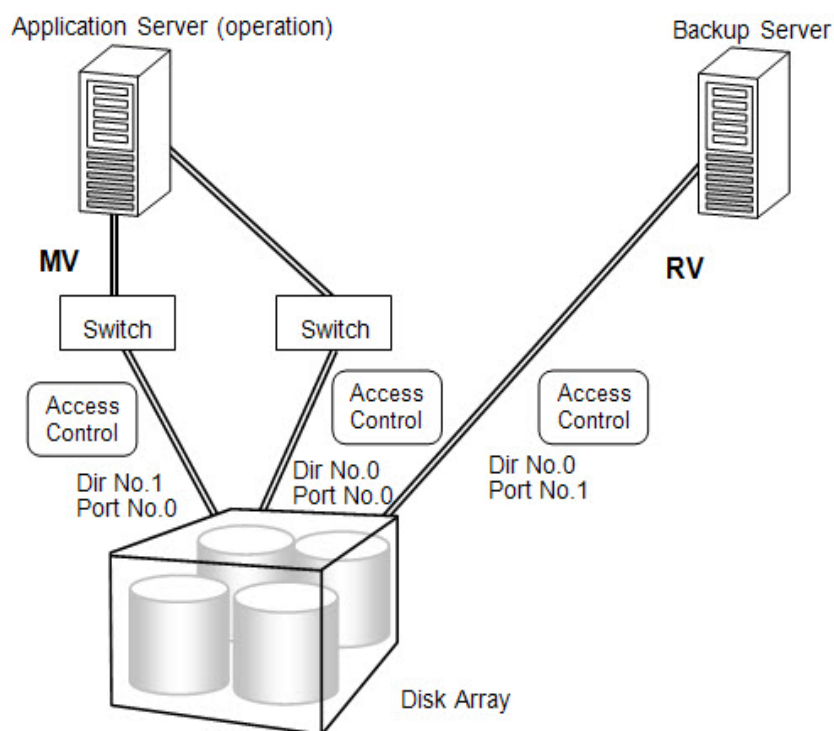 Application Server (operation)
Backup Server
MV
RV
Switch
Switch
Access
Control
Access
Control
Access
Control
Dir No.1
Port No.0
Dir No.0
Port No.0
Dir No.0
Port No.1
Disk Array